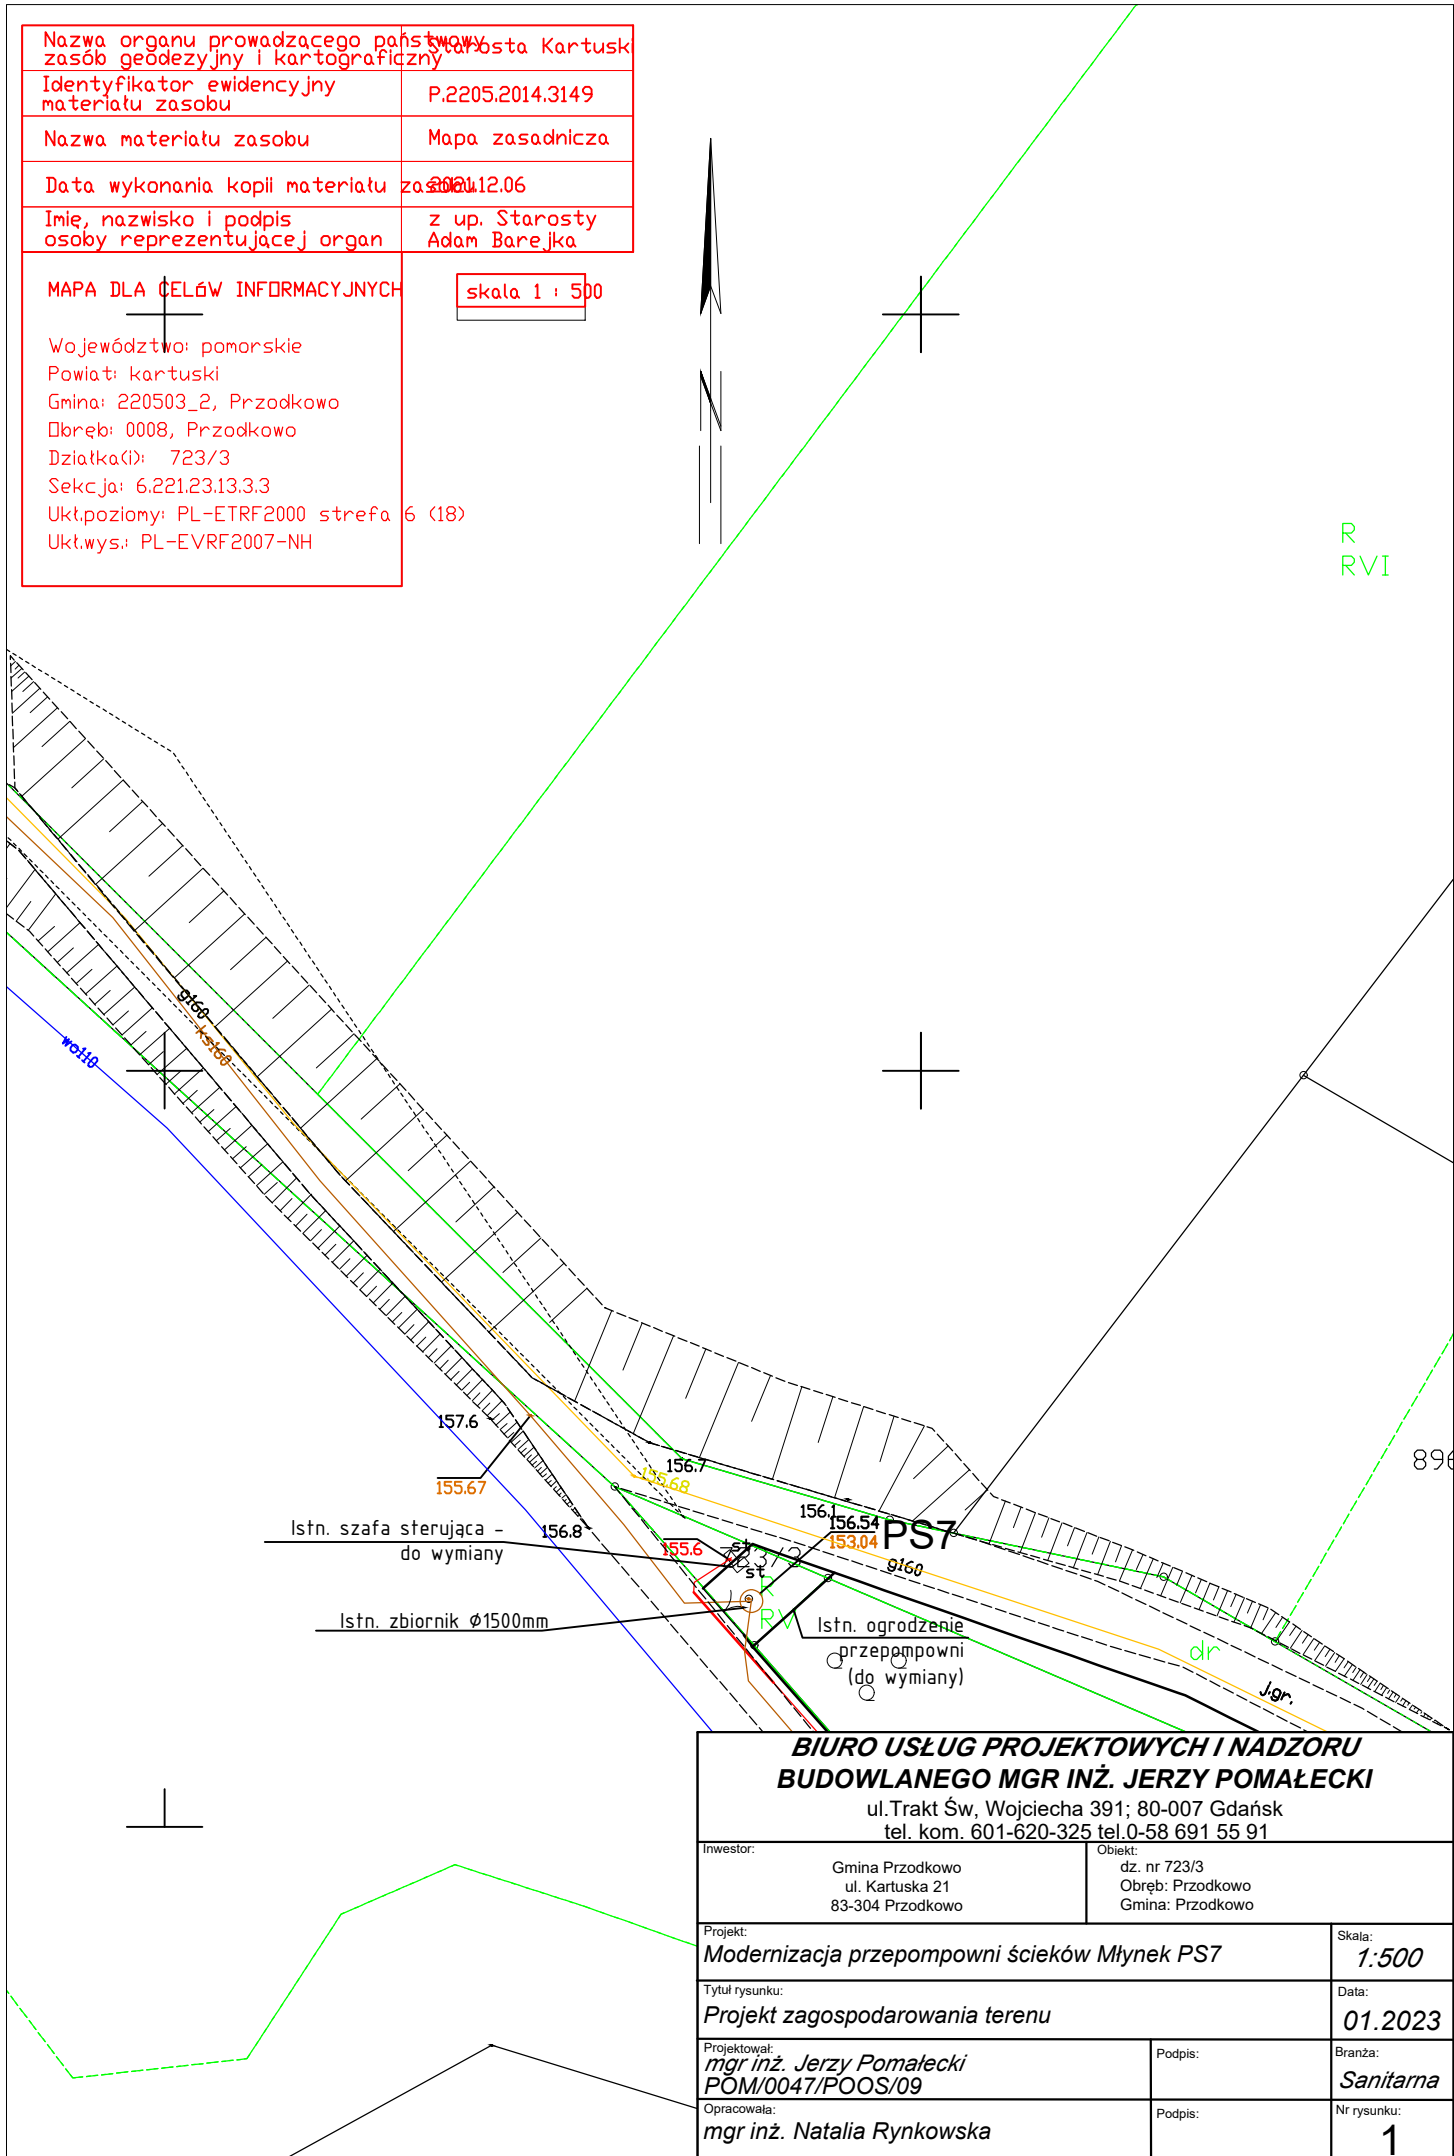 Nazwa organu prowadzącego państwowy
zasób geodezyjny i kartograficzny
Starosta Kartuski
Identyfikator ewidencyjny
materiału zasobu
P.2205.2014.3149
Nazwa materiału zasobu
Mapa zasadnicza
Data wykonania kopii materiału zasobu
2021.12.06
Imię, nazwisko i podpis
osoby reprezentującej organ
z up. Starosty
Adam Barejka
MAPA DLA CELóW INFORMACYJNYCH
skala 1 : 500
Województwo: pomorskie
Powiat: kartuski
Gmina: 220503_2, Przodkowo
Obręb: 0008, Przodkowo
Działka(i): 723/3
Sekcja: 6.221.23.13.3.3
Ukł.poziomy: PL-ETRF2000 strefa 6 (18)
Ukł.wys.: PL-EVRF2007-NH
R
RVI
g160
ks160
wo110
157.6
155.67
156.7
155.68
896
156.1
156.54
153.04
PS7
g160
Istn. szafa sterująca -
do wymiany
156.8
155.6
st
723/3
st
R
RV
Istn. zbiornik Ø1500mm
Istn. ogrodzenie
przepompowni
(do wymiany)
dr
j.gr.
BIURO USŁUG PROJEKTOWYCH I NADZORU
BUDOWLANEGO MGR INŻ. JERZY POMAŁECKI
ul.Trakt Św, Wojciecha 391; 80-007 Gdańsk
tel. kom. 601-620-325 tel.0-58 691 55 91
Inwestor:
Gmina Przodkowo
ul. Kartuska 21
83-304 Przodkowo
Obiekt:
dz. nr 723/3
Obręb: Przodkowo
Gmina: Przodkowo
Projekt:
Modernizacja przepompowni ścieków Młynek PS7
Skala:
1:500
Tytuł rysunku:
Projekt zagospodarowania terenu
Data:
01.2023
Projektował:
mgr inż. Jerzy Pomałecki
POM/0047/POOS/09
Podpis:
Branża:
Sanitarna
Opracowała:
mgr inż. Natalia Rynkowska
Podpis:
Nr rysunku:
1